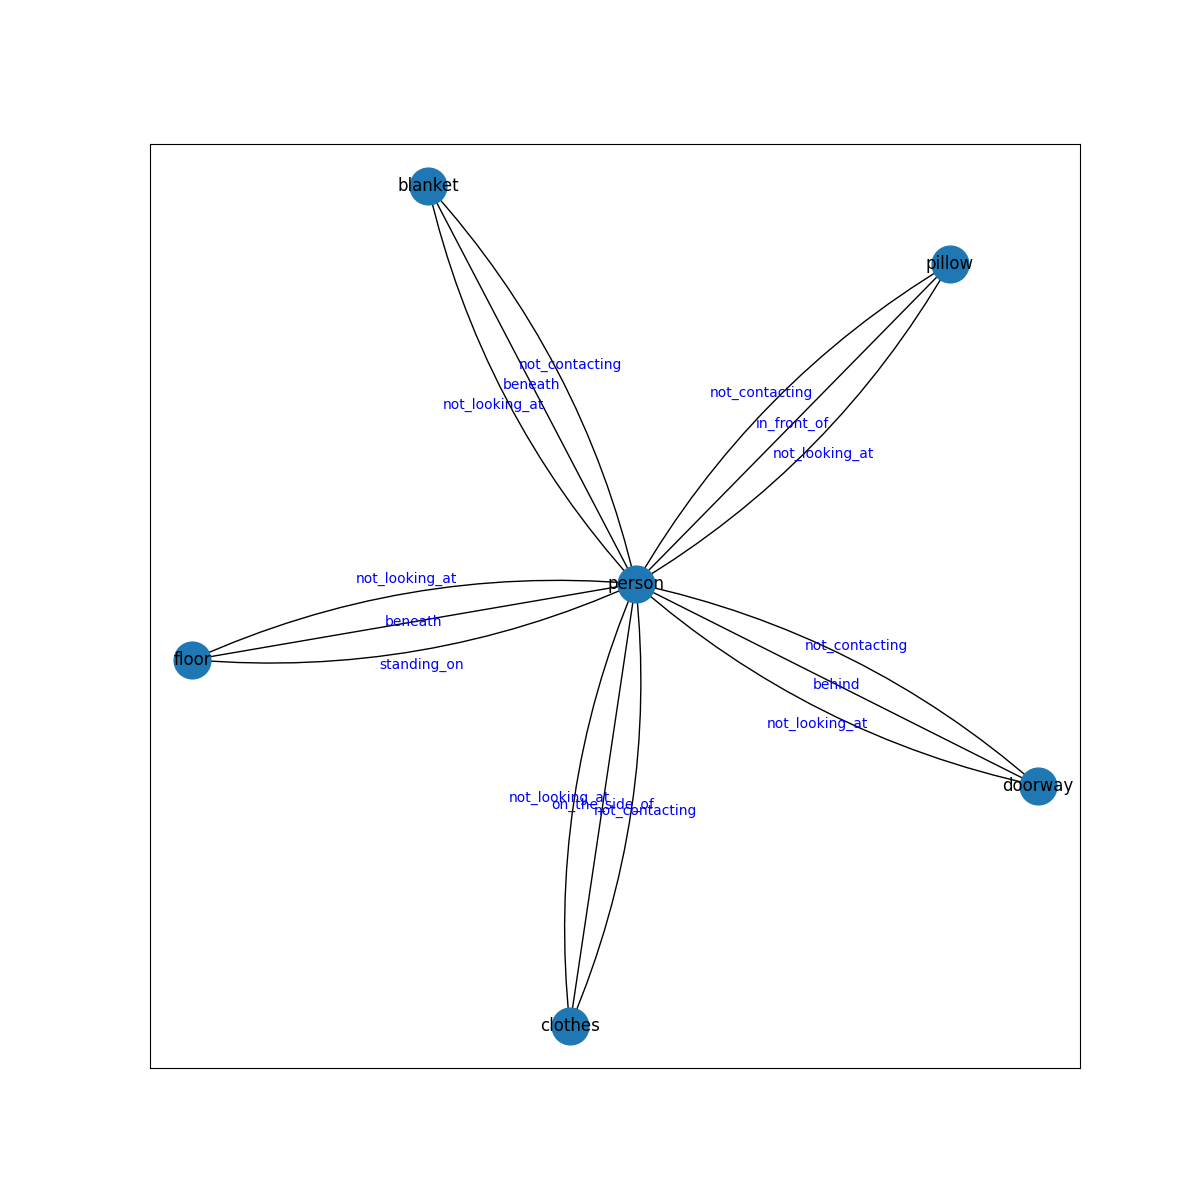 blanket
pillow
not_contacting
beneath
not_contacting
not_looking_at
in_front_of
not_looking_at
not_looking_at
person
beneath
not_contacting
floor
standing_on
behind
not_looking_at
doorway
not_looking_at
on_the_side_of
not_contacting
clothes